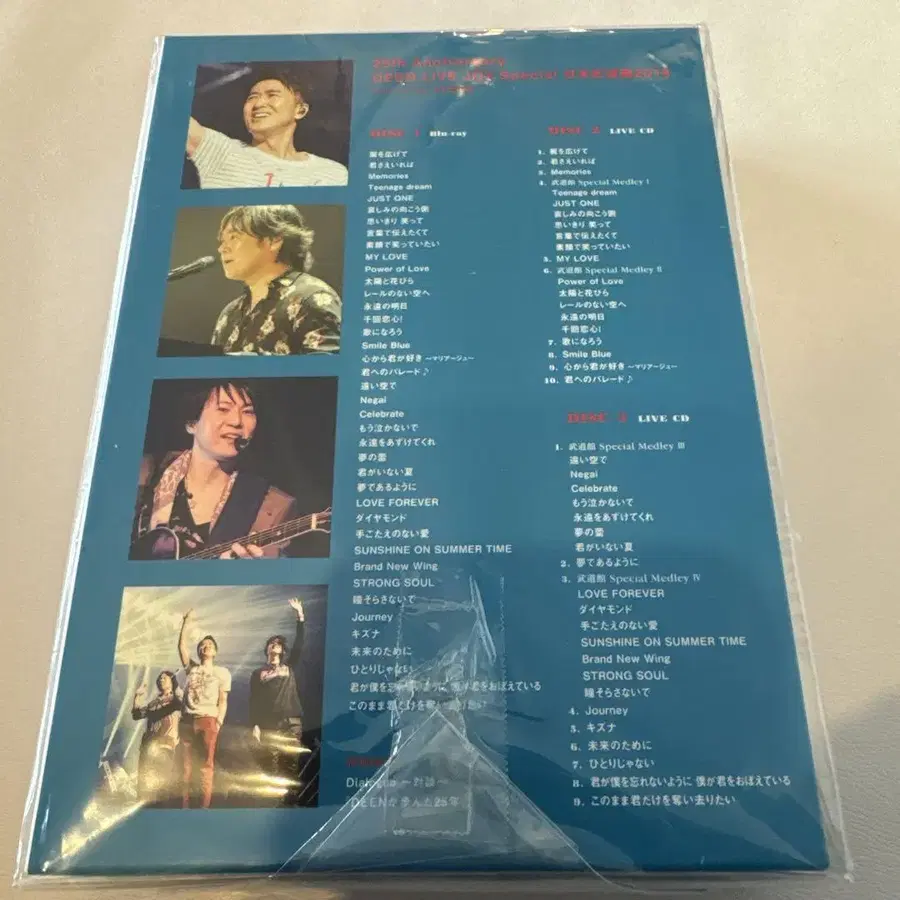 25th Anniversary
DEEN LIVE JOY Special 日本武道館2018
DISC 1 Blu-ray
翼を広げて
君さえいれば
Memories
Teenage dream
JUST ONE
哀しみの向こう側
思いきり 笑って
言葉で伝えたくて
素顔で笑っていたい
MY LOVE
Power of Love
太陽と花びら
レールのない空へ
永遠の明日
千回恋心!
歌になろう
Smile Blue
心から君が好き ~マリアージュ~
君へのパレード♪
遠い空で
Negai
Celebrate
もう泣かないで
永遠をあずけてくれ
夢の蕾
君がいない夏
夢であるように
LOVE FOREVER
ダイヤモンド
手ごたえのない愛
SUNSHINE ON SUMMER TIME
Brand New Wing
STRONG SOUL
瞳そらさないで
Journey
キズナ
未来のために
ひとりじゃない
君が僕を忘れないように 僕が君をおぼえている
このまま君だけを奪い去りたい
Dialogue ~対談~
DEENが歩んだ25年
DISC 2 LIVE CD
1. 翼を広げて
2. 君さえいれば
3. Memories
4. 武道館 Special Medley Ⅰ
Teenage dream
JUST ONE
哀しみの向こう側
思いきり 笑って
言葉で伝えたくて
素顔で笑っていたい
5. MY LOVE
6. 武道館 Special Medley Ⅱ
Power of Love
太陽と花びら
レールのない空へ
永遠の明日
千回恋心!
7. 歌になろう
8. Smile Blue
9. 心から君が好き ~マリアージュ~
10. 君へのパレード♪
DISC 3 LIVE CD
1. 武道館 Special Medley Ⅲ
遠い空で
Negai
Celebrate
もう泣かないで
永遠をあずけてくれ
夢の蕾
君がいない夏
2. 夢であるように
3. 武道館 Special Medley Ⅳ
LOVE FOREVER
ダイヤモンド
手ごたえのない愛
SUNSHINE ON SUMMER TIME
Brand New Wing
STRONG SOUL
瞳そらさないで
4. Journey
5. キズナ
6. 未来のために
7. ひとりじゃない
8. 君が僕を忘れないように 僕が君をおぼえている
9. このまま君だけを奪い去りたい